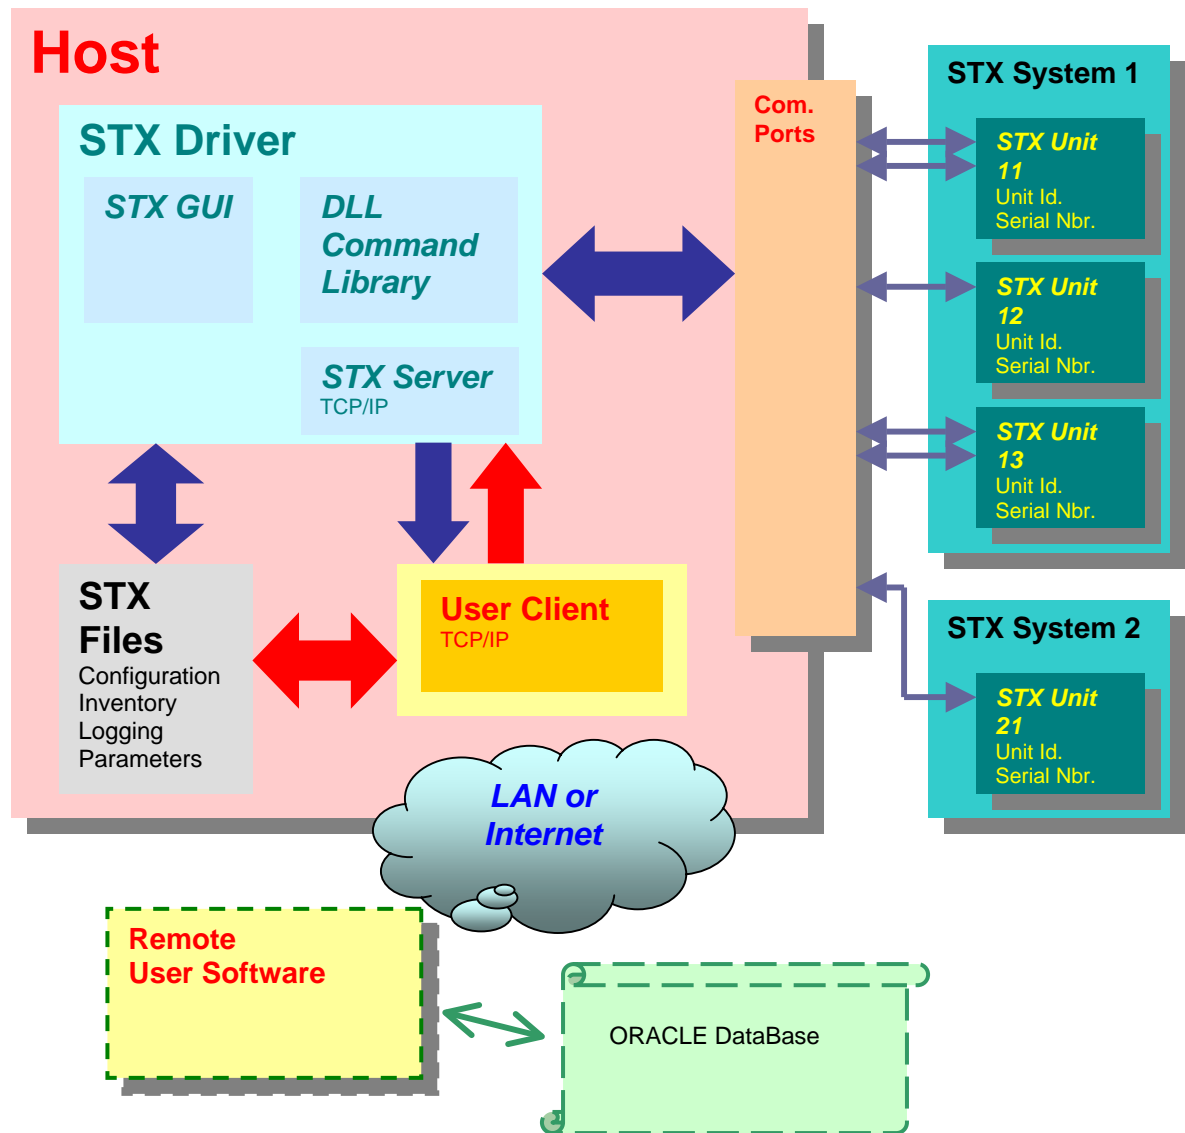 Host
STX Driver
STX GUI
DLL
Command
Library
STX Server
TCP/IP
Com.
Ports
STX System 1
STX Unit
11
Unit Id.
Serial Nbr.
STX Unit
12
Unit Id.
Serial Nbr.
STX Unit
13
Unit Id.
Serial Nbr.
STX
Files
Configuration
Inventory
Logging
Parameters
User Client
TCP/IP
STX System 2
STX Unit
21
Unit Id.
Serial Nbr.
LAN or
Internet
Remote
User Software
ORACLE DataBase